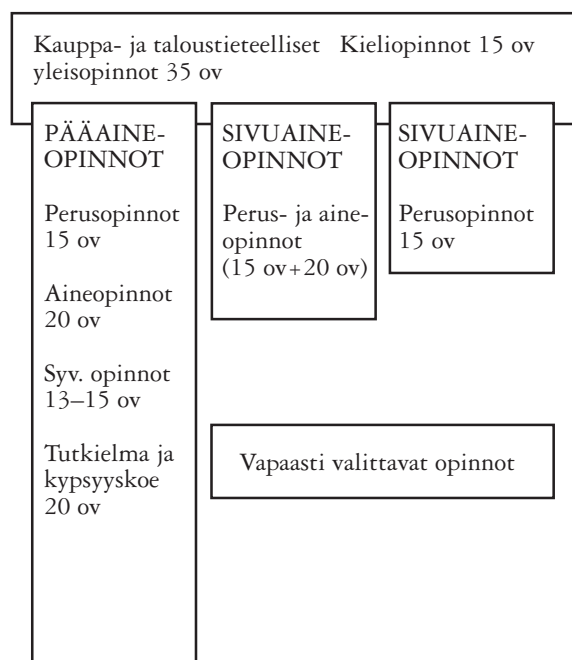 Kauppa- ja taloustieteelliset Kieliopinnot 15 ov
yleisopinnot 35 ov
PÄÄAINE-
OPINNOT
Perusopinnot
15 ov
Aineopinnot
20 ov
Syv. opinnot
13–15 ov
Tutkielma ja
kypsyyskoe
20 ov
SIVUAINE-
OPINNOT
Perus- ja aine-
opinnot
(15 ov+20 ov)
SIVUAINE-
OPINNOT
Perusopinnot
15 ov
Vapaasti valittavat opinnot